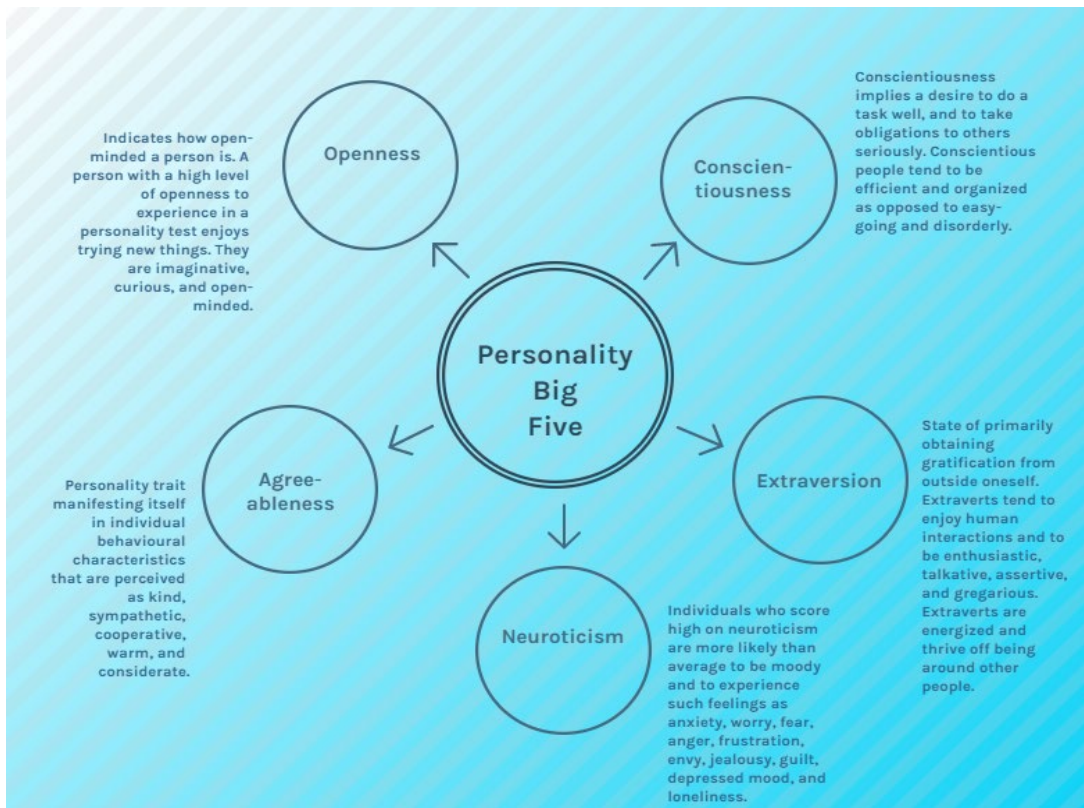 Openness
Indicates how open-
minded a person is. A
person with a high level
of openness to
experience in a
personality test enjoys
trying new things. They
are imaginative,
curious, and open-
minded.
Conscien-
tiousness
Conscientiousness
implies a desire to do a
task well, and to take
obligations to others
seriously. Conscientious
people tend to be
efficient and organized
as opposed to easy-
going and disorderly.
Personality
Big
Five
Agree-
ableness
Personality trait
manifesting itself
in individual
behavioural
characteristics
that are perceived
as kind,
sympathetic,
cooperative,
warm, and
considerate.
Extraversion
State of primarily
obtaining
gratification from
outside oneself.
Extraverts tend to
enjoy human
interactions and to
be enthusiastic,
talkative, assertive,
and gregarious.
Extraverts are
energized and
thrive off being
around other
people.
Neuroticism
Individuals who score
high on neuroticism
are more likely than
average to be moody
and to experience
such feelings as
anxiety, worry, fear,
anger, frustration,
envy, jealousy, guilt,
depressed mood, and
loneliness.